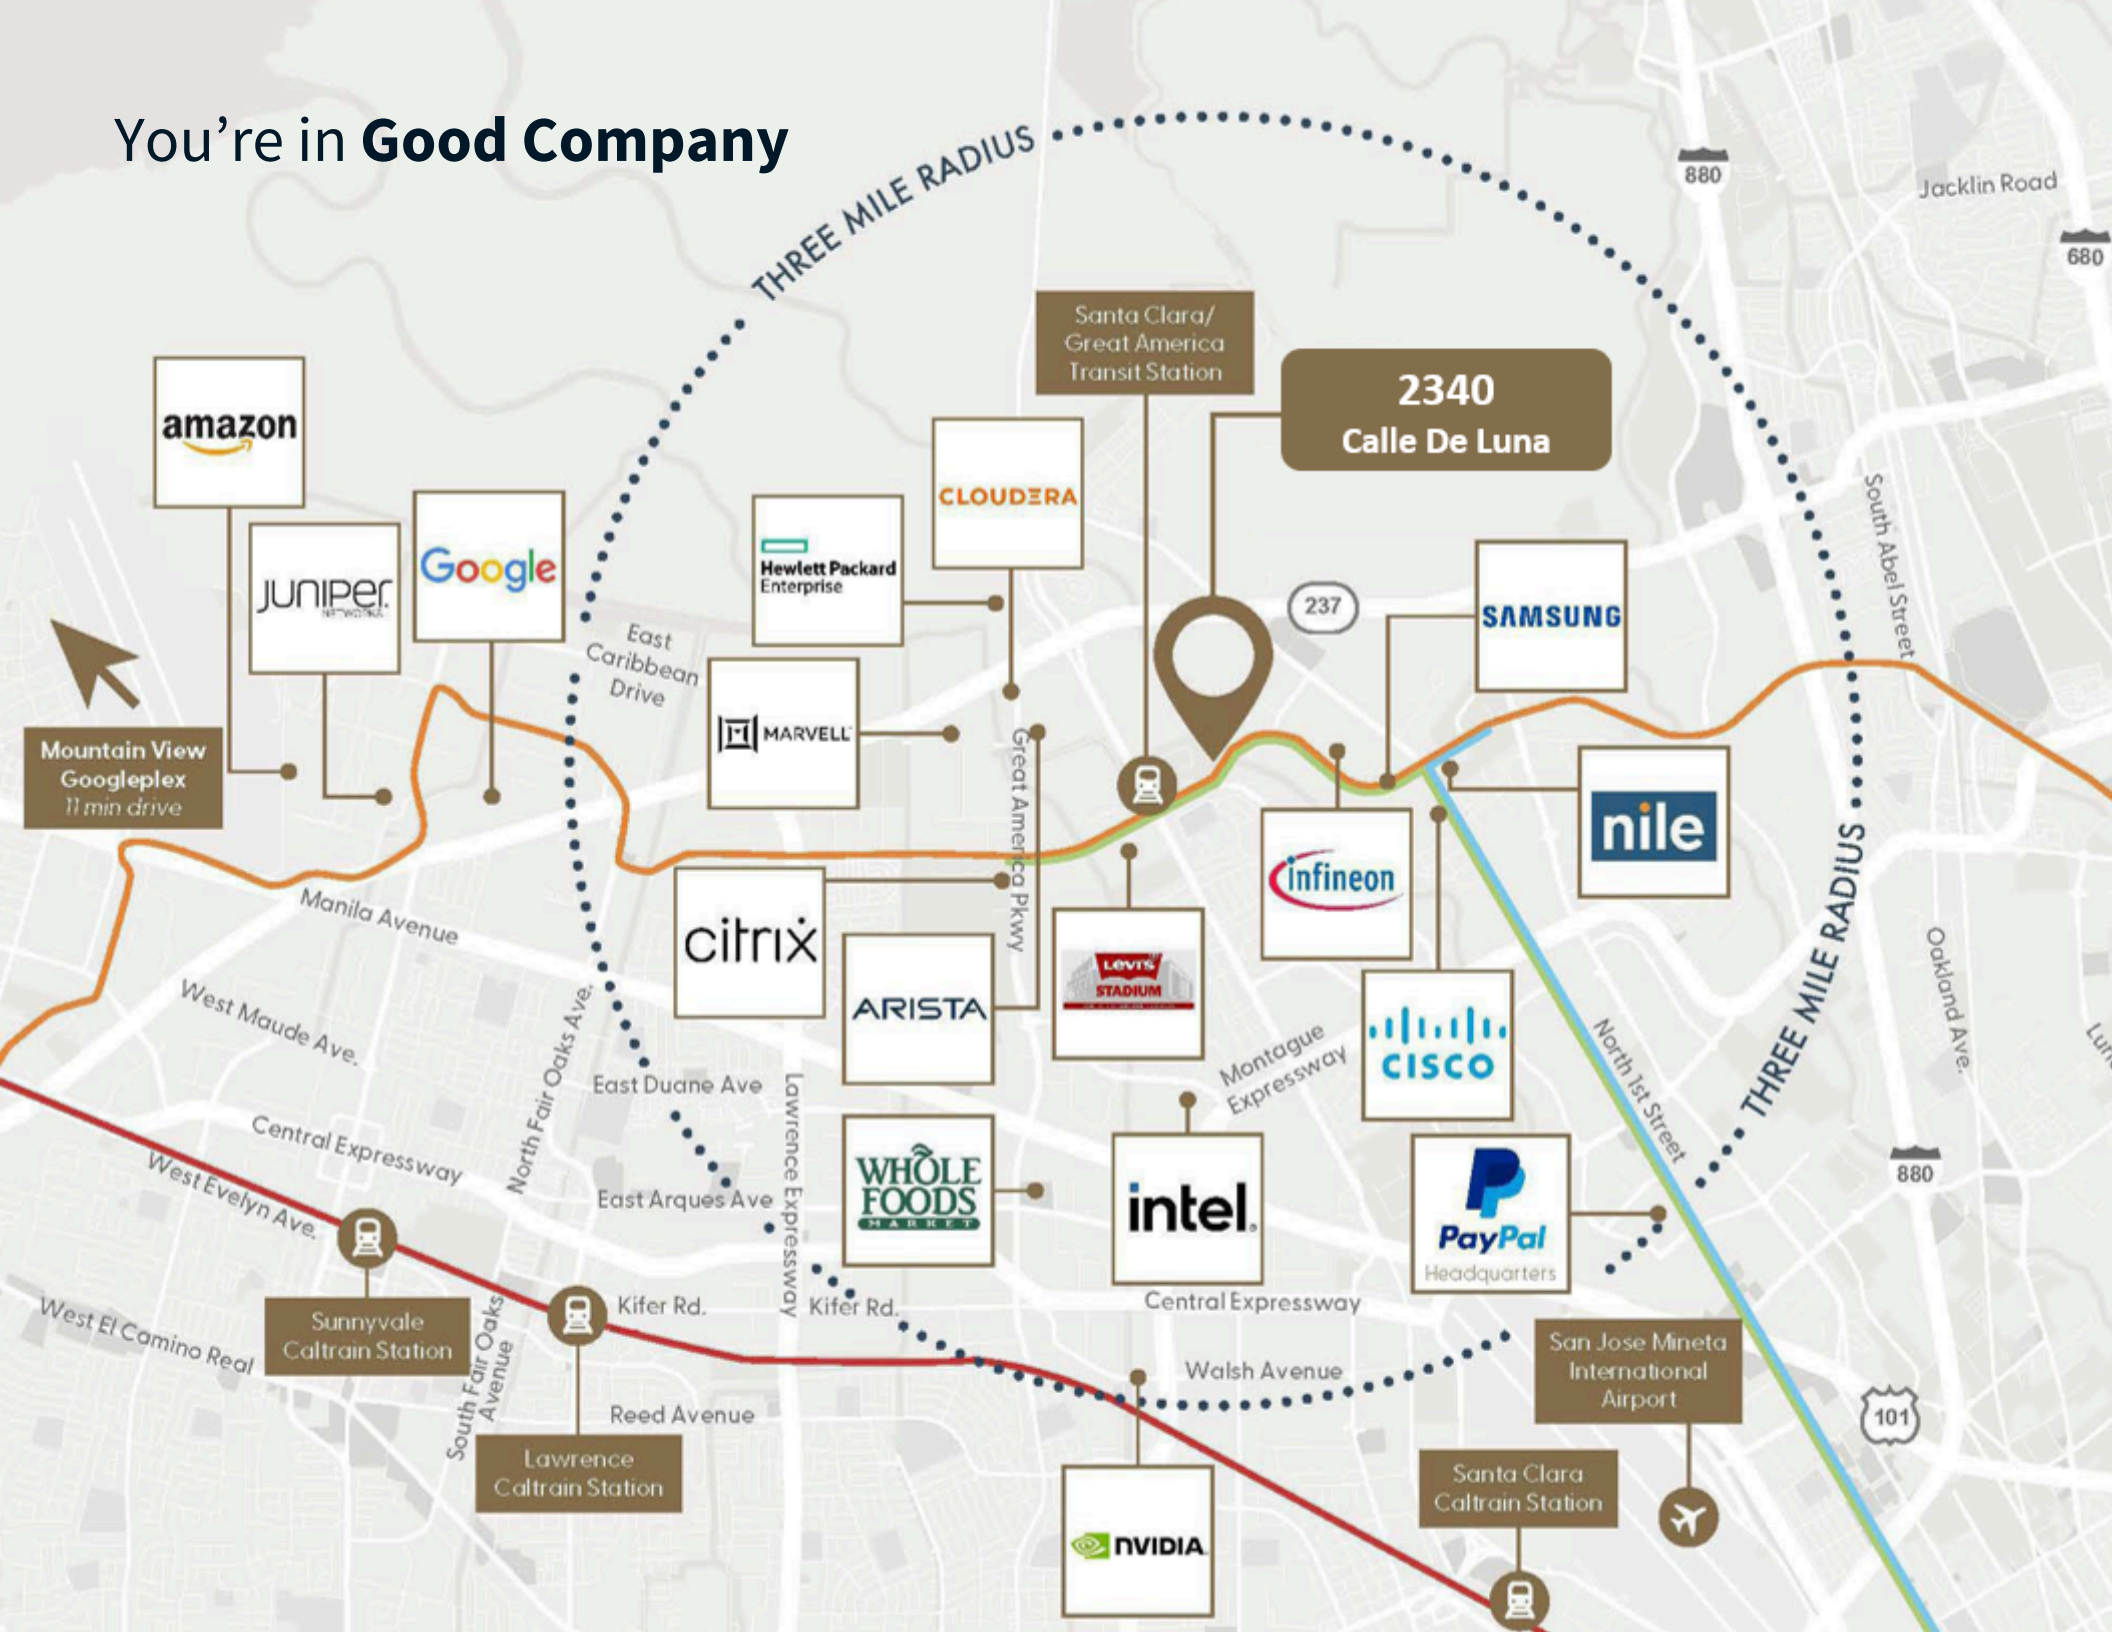 You're in Good Company
THREE MILE RADIUS
880
Jacklin Road
680
Santa Clara/
Great America
Transit Station
2340
Calle De Luna
amazon
CLOUDERA
Google
Hewlett Packard
Enterprise
JUNIPER
NETWORKS
237
SAMSUNG
South Abel Street
East
Caribbean
Drive
MARVELL
Mountain View
Googleplex
11 min drive
Great America Pkwy
nile
infineon
Manila Avenue
citrix
ARISTA
LEVI'S
STADIUM
THREE MILE RADIUS
Oakland Ave.
West Maude Ave.
North Fair Oaks Ave.
Montague
Expressway
CISCO
North 1st Street
East Duane Ave
Lawrence Expressway
Central Expressway
West Evelyn Ave.
East Arques Ave
WHOLE
FOODS
MARKET
intel
PayPal
Headquarters
880
West El Camino Real
Sunnyvale
Caltrain Station
Kifer Rd.
Kifer Rd.
Central Expressway
South Fair Oaks
Avenue
Walsh Avenue
San Jose Mineta
International
Airport
101
Reed Avenue
Lawrence
Caltrain Station
Santa Clara
Caltrain Station
NVIDIA